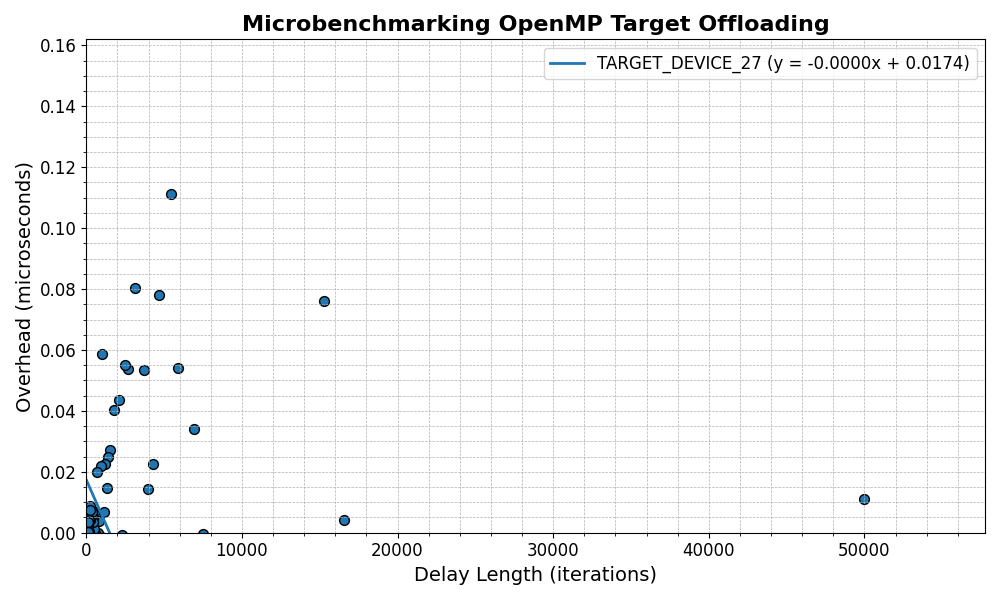 Microbenchmarking OpenMP Target Offloading
TARGET_DEVICE_27 (y = -0.0000x + 0.0174)
Overhead (microseconds)
0.16
0.14
0.12
0.10
0.08
0.06
0.04
0.02
0.00
0 10000 20000 30000 40000 50000
Delay Length (iterations)